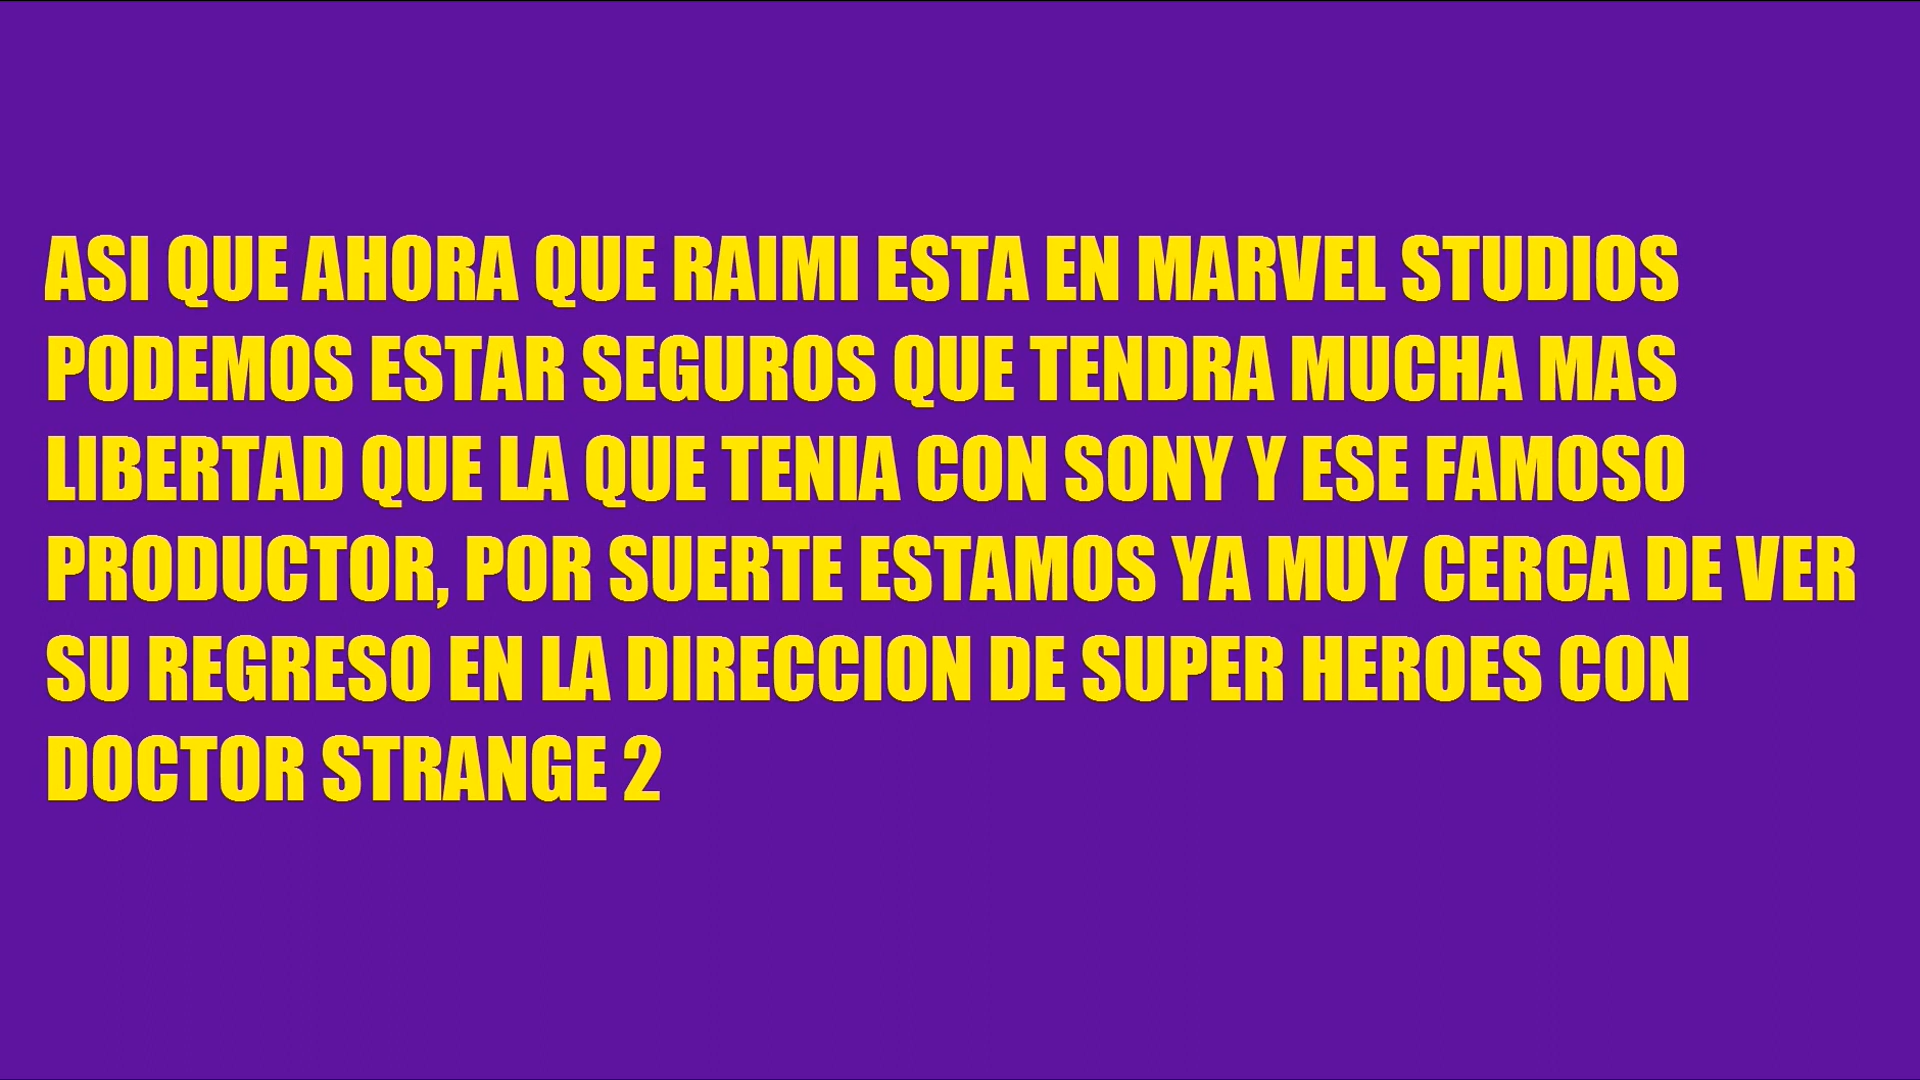 ASI QUE AHORA QUE RAIMI ESTA EN MARVEL STUDIOS
PODEMOS ESTAR SEGUROS QUE TENDRA MUCHA MAS
LIBERTAD QUE LA QUE TENIA CON SONY Y ESE FAMOSO
PRODUCTOR, POR SUERTE ESTAMOS YA MUY CERCA DE VER
SU REGRESO EN LA DIRECCION DE SUPER HEROES CON
DOCTOR STRANGE 2